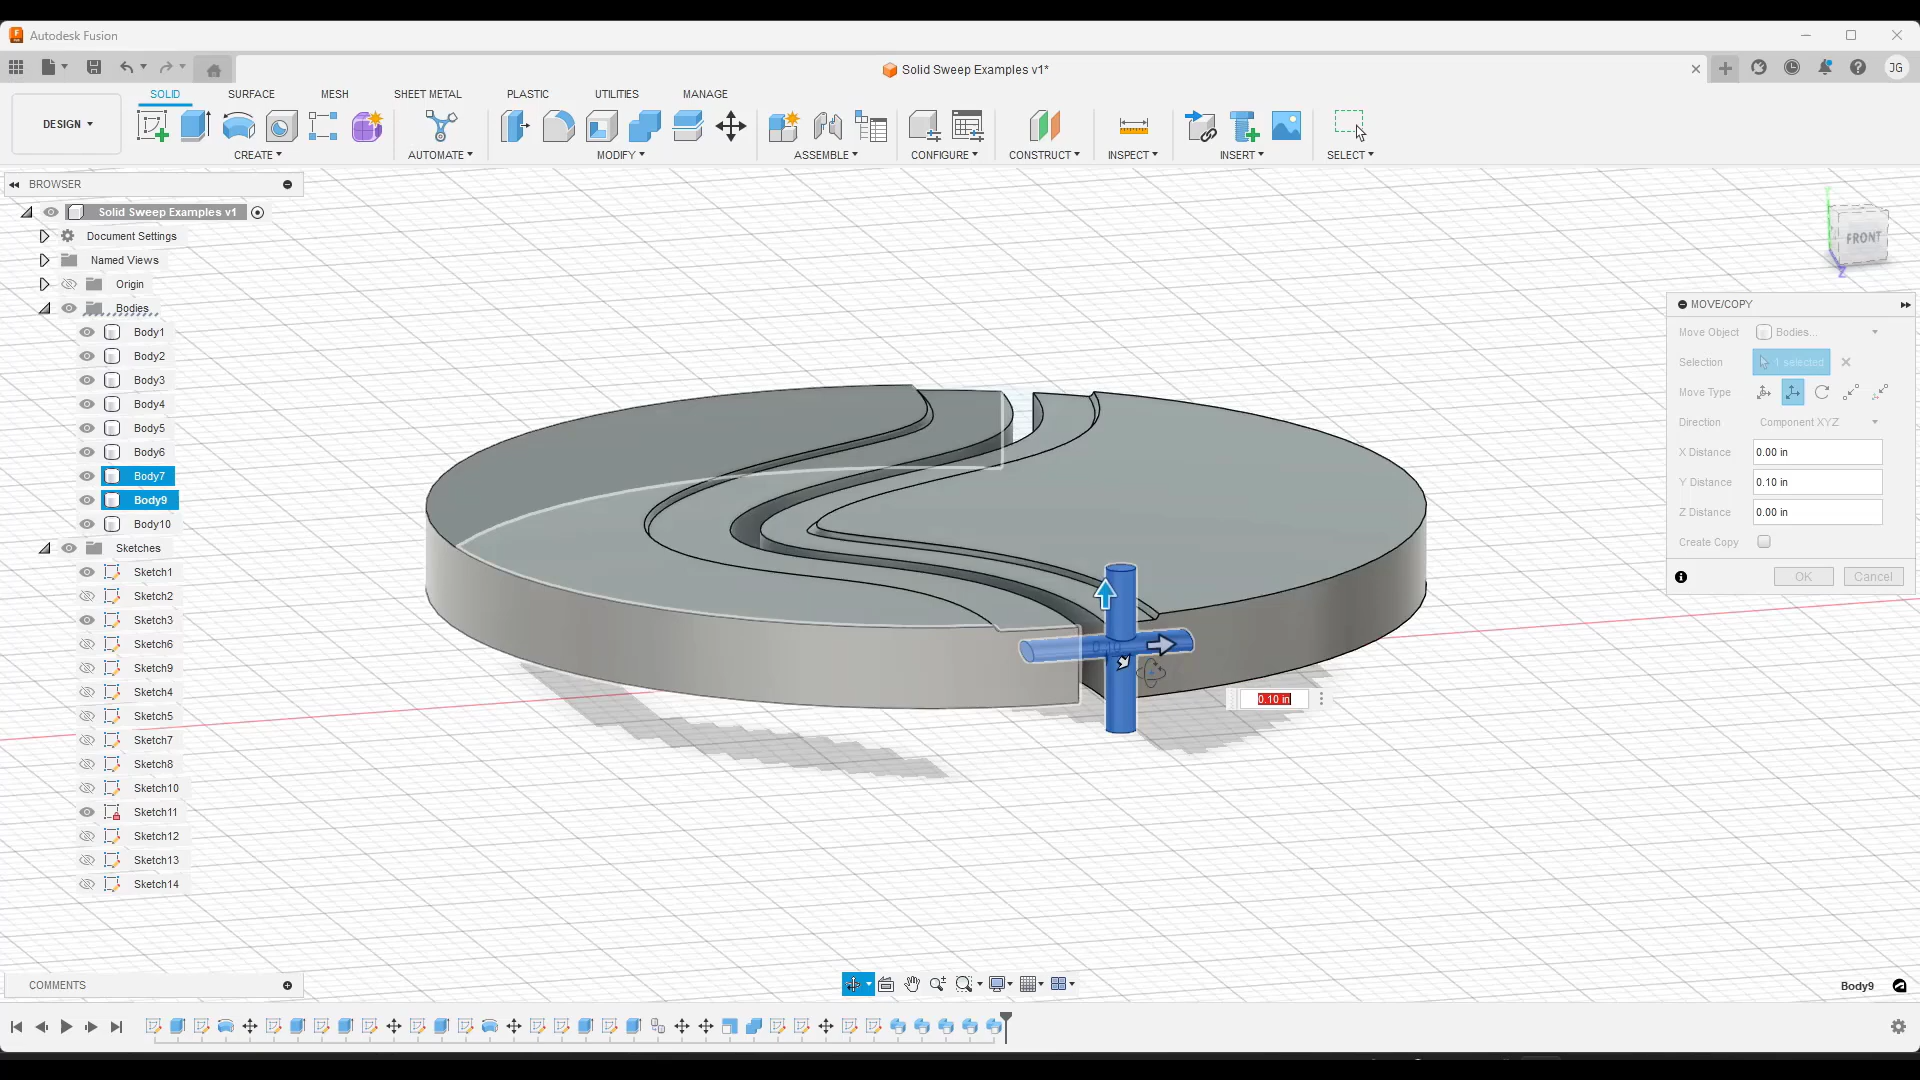 Autodesk Fusion
Solid Sweep Examples v1*
JG
DESIGN
SOLID
SURFACE
MESH
SHEET METAL
PLASTIC
UTILITIES
MANAGE
CREATE
AUTOMATE
MODIFY
ASSEMBLE
CONFIGURE
CONSTRUCT
INSPECT
INSERT
SELECT
BROWSER
Solid Sweep Examples v1
Document Settings
Named Views
Origin
Bodies
Body1
Body2
Body3
Body4
Body5
Body6
Body7
Body9
Body10
Sketches
Sketch1
Sketch2
Sketch3
Sketch6
Sketch9
Sketch4
Sketch5
Sketch7
Sketch8
Sketch10
Sketch11
Sketch12
Sketch13
Sketch14
FRONT
Z
MOVE/COPY
Move Object Bodies...
Selection 1 selected
Move Type
Direction Component XYZ
X Distance 0.00 in
Y Distance 0.10 in
Z Distance 0.00 in
Create Copy
OK Cancel
0.10
0.10 in
COMMENTS
Body9